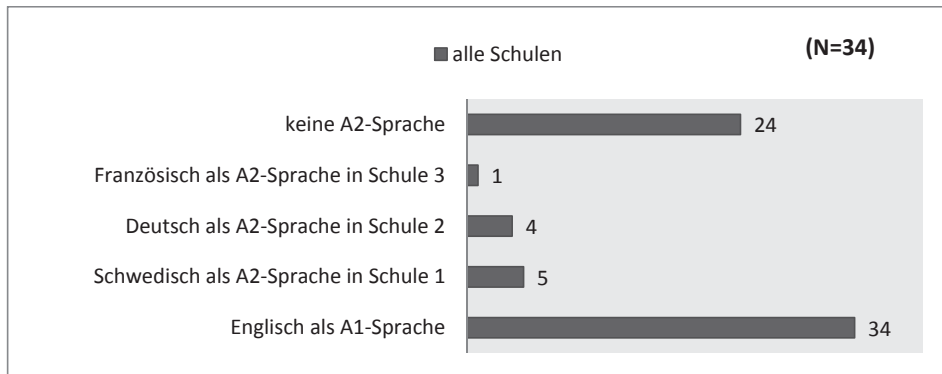 alle Schulen
(N=34)
keine A2-Sprache
24
Französisch als A2-Sprache in Schule 3
1
Deutsch als A2-Sprache in Schule 2
4
Schwedisch als A2-Sprache in Schule 1
5
Englisch als A1-Sprache
34